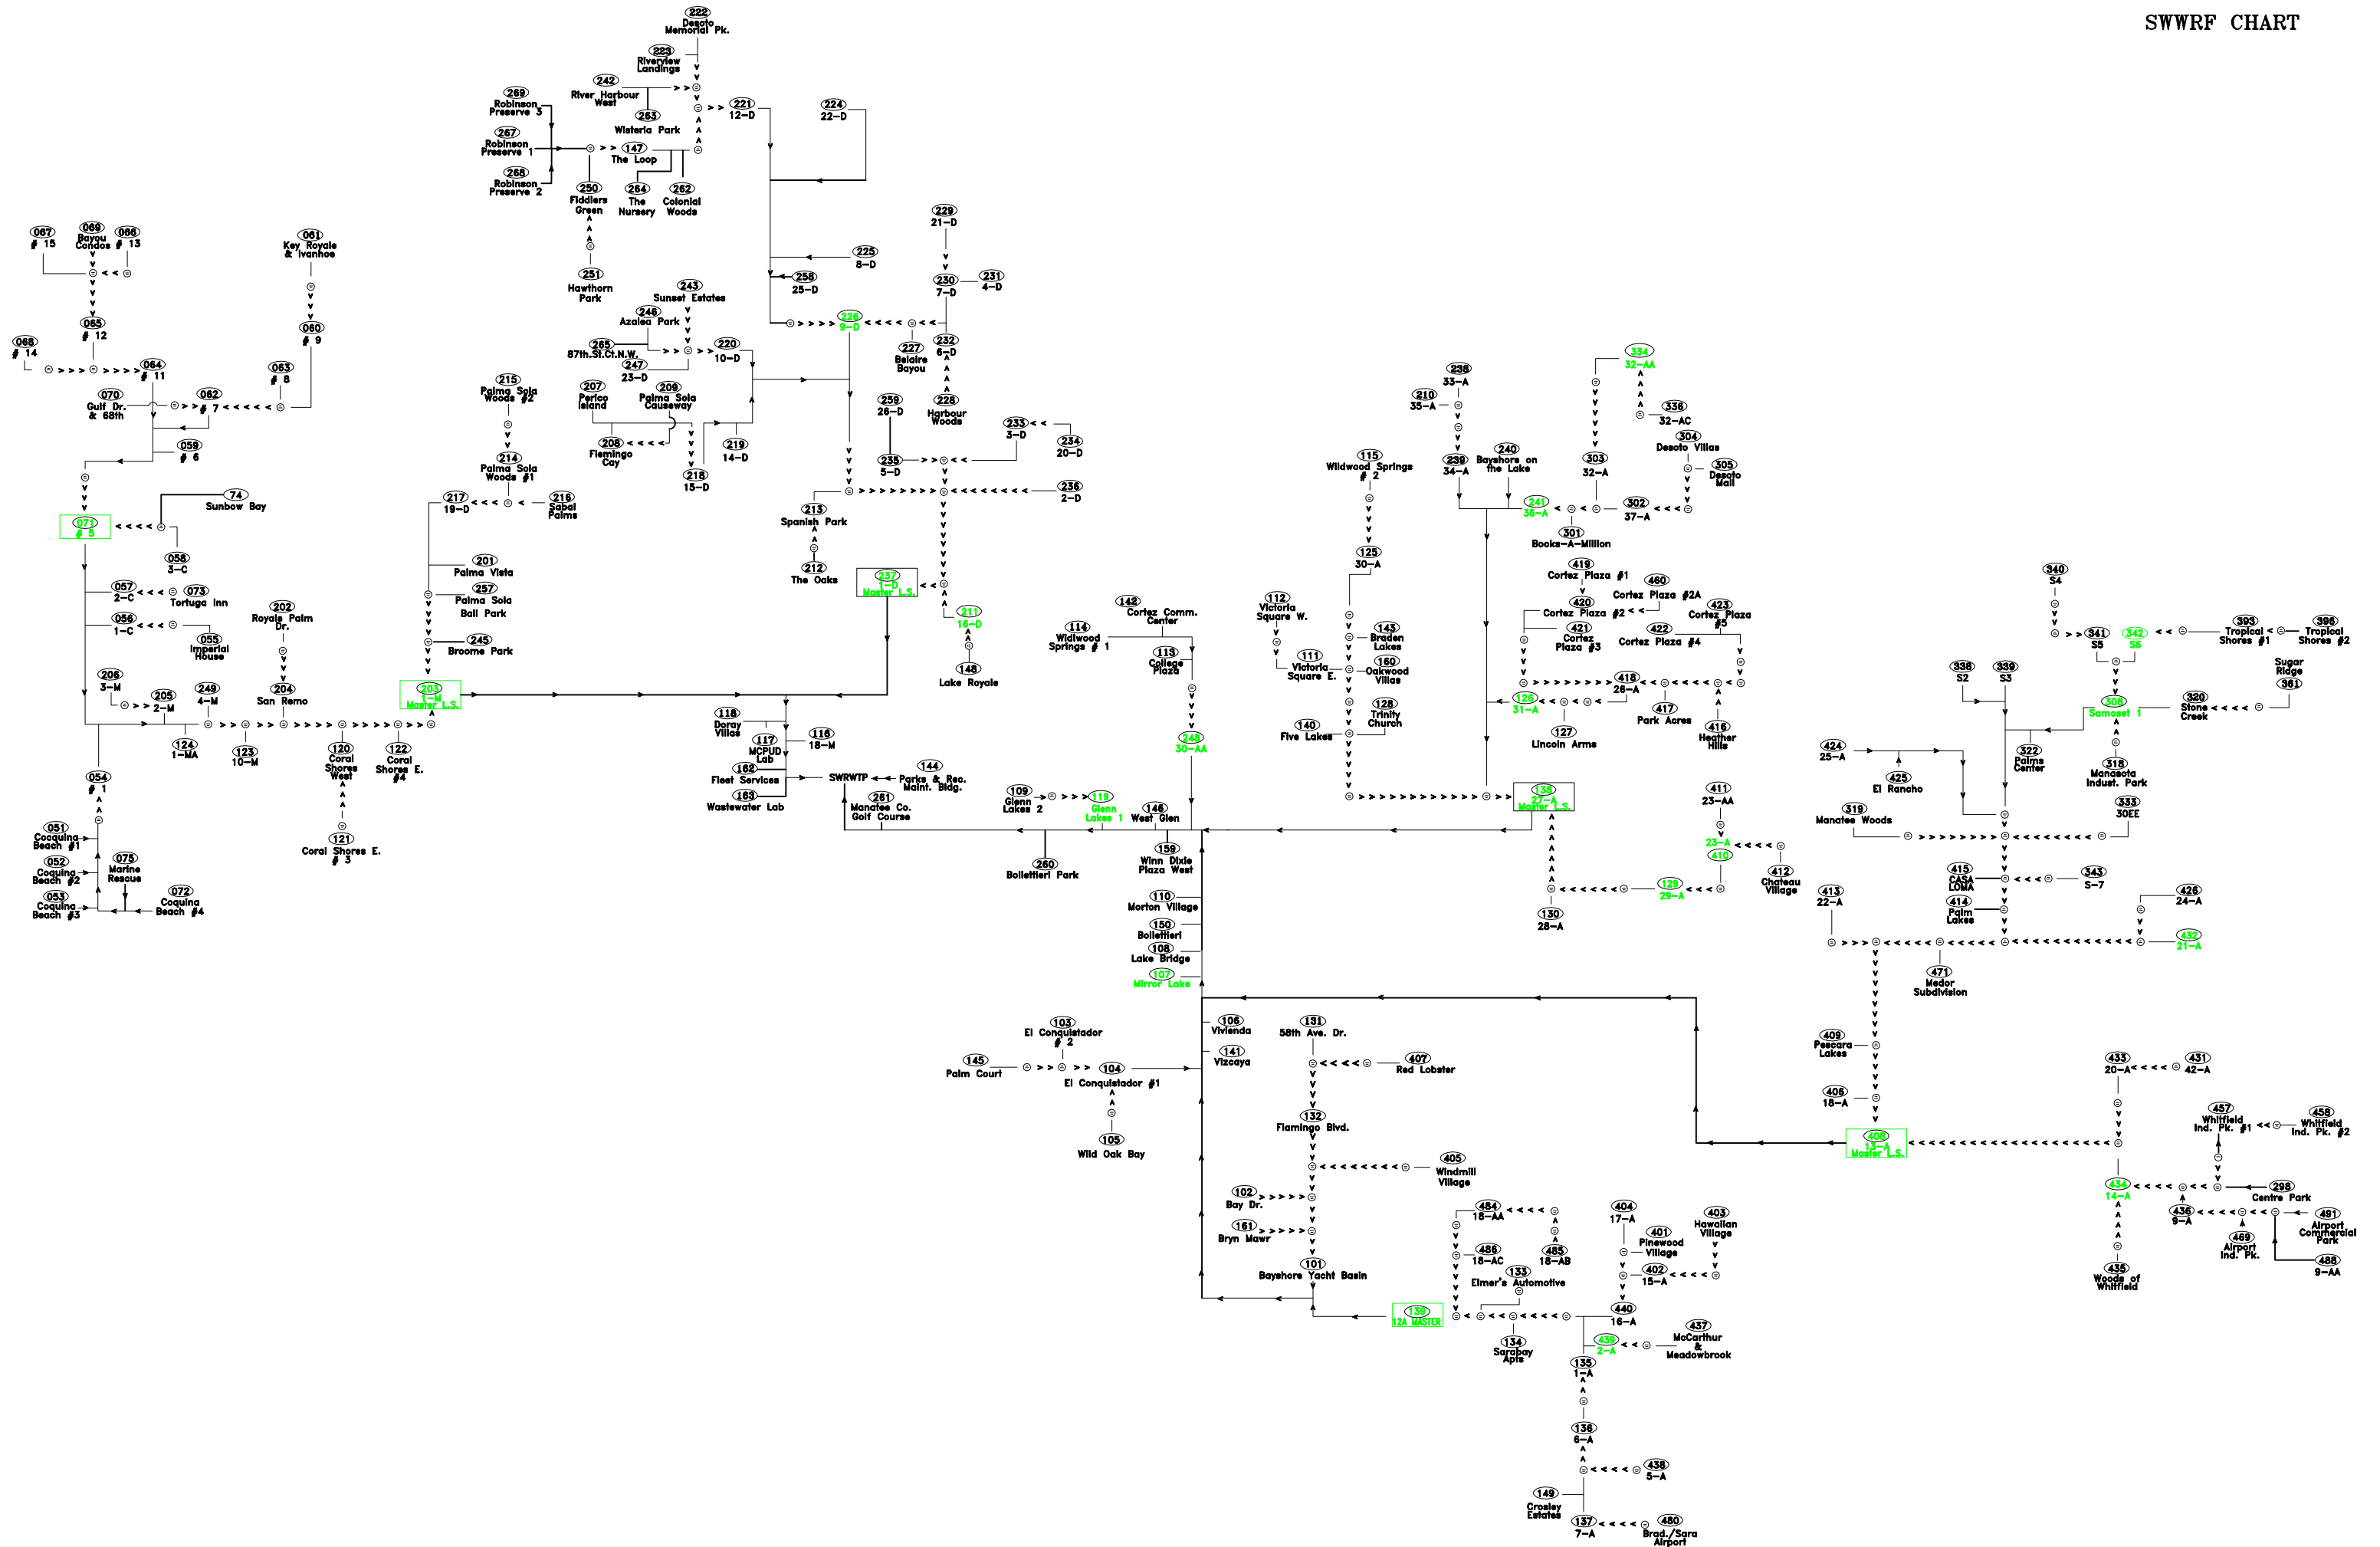 SWWRF CHART
222
Desoto
Memorial Pk.
223
Riverview
Landings
242
River Harbour
West
263
Wisteria Park
269
Robinson
Preserve 3
267
Robinson
Preserve 1
268
Robinson
Preserve 2
147
The Loop
250
Fiddlers
Green
264
The
Nursery
262
Colonial
Woods
251
Hawthorn
Park
221
12-D
224
22-D
225
8-D
258
25-D
229
21-D
230
7-D
231
4-D
226
9-D
227
Belaire
Bayou
232
6-D
228
Harbour
Woods
243
Sunset Estates
246
Azalea Park
265
87th.St.Ct.N.W.
247
23-D
220
10-D
067
# 15
069
Bayou
Condos
066
# 13
061
Key Royale
& Ivanhoe
065
# 12
060
# 9
068
# 14
064
# 11
063
# 8
070
Gulf Dr.
& 68th
062
# 7
059
# 6
215
Palma Sola
Woods #2
207
Perico
Island
209
Palma Sola
Causeway
208
Flemingo
Cay
218
15-D
219
14-D
259
26-D
235
5-D
233
3-D
234
20-D
236
2-D
214
Palma Sola
Woods #1
217
19-D
216
Sabal
Palms
213
Spanish Park
212
The Oaks
071
# 5
74
Sunbow Bay
058
3-C
057
2-C
073
Tortuga Inn
056
1-C
055
Imperial
House
202
Royale Palm
Dr.
201
Palma Vista
257
Palma Sola
Ball Park
245
Broome Park
237
1-D
Master L.S.
211
16-D
148
Lake Royale
206
3-M
205
2-M
249
4-M
204
San Remo
203
1-M
Master L.S.
124
1-MA
123
10-M
120
Coral
Shores
West
122
Coral
Shores E.
#4
121
Coral Shores E.
# 3
054
# 1
051
Cocquina
Beach #1
052
Coquina
Beach #2
053
Coquina
Beach #3
075
Marine
Rescue
072
Coquina
Beach #4
118
Doray
Villas
117
MCPUD
Lab
116
18-M
162
Fleet Services
163
Wastewater Lab
SWRWTP
144
Parks & Rec.
Maint. Bldg.
261
Manatee Co.
Golf Course
109
Glenn
Lakes 2
119
Glenn
Lakes 1
146
West Glen
260
Bollettieri Park
159
Winn Dixie
Plaza West
142
Cortez Comm.
Center
114
Widlwood
Springs # 1
113
College
Plaza
248
30-AA
115
Wildwood Springs
# 2
125
30-A
112
Victoria
Square W.
111
Victoria
Square E.
143
Braden
Lakes
160
Oakwood
Villas
128
Trinity
Church
140
Five Lakes
238
33-A
210
35-A
239
34-A
240
Bayshore on
the Lake
241
36-A
334
32-AA
336
32-AC
303
32-A
304
Desoto Villas
305
Desoto
Mall
302
37-A
301
Books-A-Million
419
Cortez Plaza #1
460
Cortez Plaza #2A
420
Cortez Plaza #2
421
Cortez
Plaza #3
423
Cortez Plaza
#5
422
Cortez Plaza #4
418
26-A
126
31-A
127
Lincoln Arms
417
Park Acres
416
Heather
Hills
138
27-A
Master L.S.
411
23-AA
23-A
410
412
Chateau
Village
129
29-A
130
28-A
110
Morton Village
150
Bollettieri
108
Lake Bridge
107
Mirror Lake
340
S4
341
S5
342
S6
393
Tropical
Shores #1
396
Tropical
Shores #2
338
S2
339
S3
308
Samoset 1
Sugar
Ridge
361
320
Stone
Creek
322
Palms
Center
318
Manasota
Indust. Park
424
25-A
425
El Rancho
319
Manatee Woods
333
30EE
415
CASA
LOMA
343
S-7
414
Palm
Lakes
413
22-A
426
24-A
432
21-A
471
Medor
Subdivision
409
Pescara
Lakes
406
18-A
408
13-A
Master L.S.
433
20-A
431
42-A
457
Whitfield
Ind. Pk. #1
458
Whitfield
Ind. Pk. #2
434
14-A
298
Centre Park
436
9-A
469
Airport
Ind. Pk.
491
Airport
Commercial
Park
488
9-AA
435
Woods of
Whitfield
103
El Conquistador
# 2
145
Palm Court
104
El Conquistador #1
105
Wild Oak Bay
106
Vivienda
141
Vizcaya
131
58th Ave. Dr.
407
Red Lobster
132
Flamingo Blvd.
405
Windmill
Village
102
Bay Dr.
161
Bryn Mawr
101
Bayshore Yacht Basin
139
12A MASTER
484
18-AA
485
18-AB
486
18-AC
133
Elmer's Automotive
134
Sarabay
Apts
404
17-A
401
Pinewood
Village
403
Hawaiian
Village
402
15-A
440
16-A
439
2-A
437
McCarthur
&
Meadowbrook
135
1-A
136
6-A
438
5-A
149
Crosley
Estates
137
7-A
480
Brad./Sara
Airport